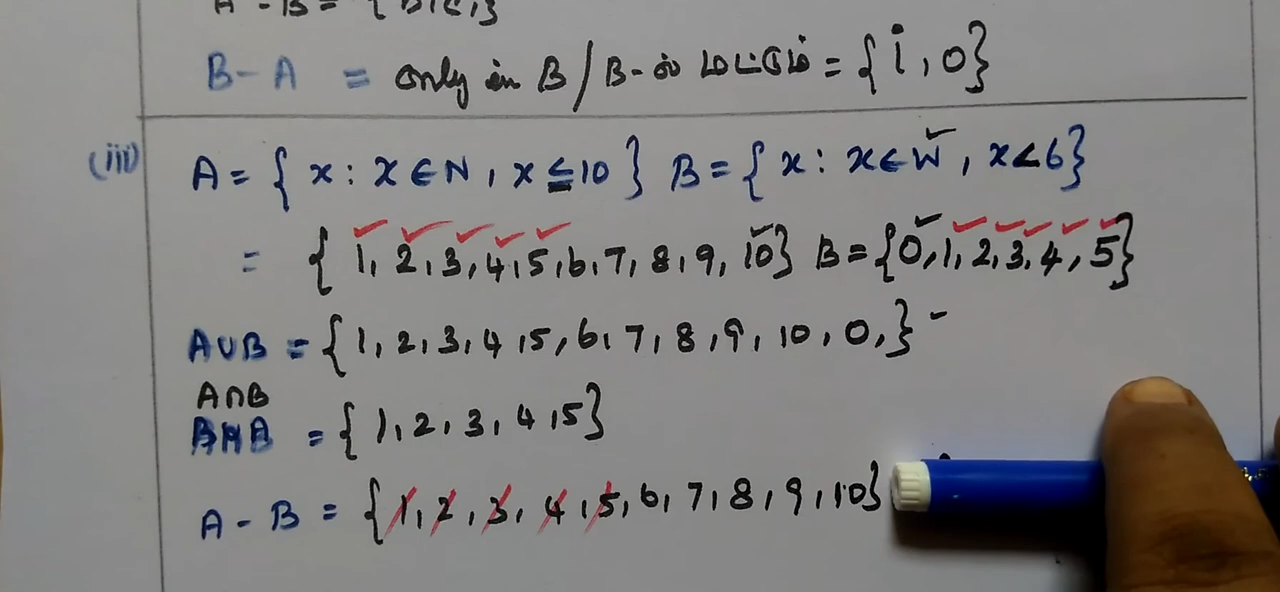 B - A = only in B / B-ல் மட்டும் = { i , o }
(iii) A = { x : x ∈ N , x ≤ 10 } B = { x : x ∈ W , x < 6 }
= { 1, 2, 3, 4, 5, 6, 7, 8, 9, 10 } B = { 0, 1, 2, 3, 4, 5 }
A∪B = { 1, 2, 3, 4, 5, 6, 7, 8, 9, 10, 0, } -
A∩B
= { 1, 2, 3, 4, 5 }
A - B = { 1, 2, 3, 4, 5, 6, 7, 8, 9, 10 }